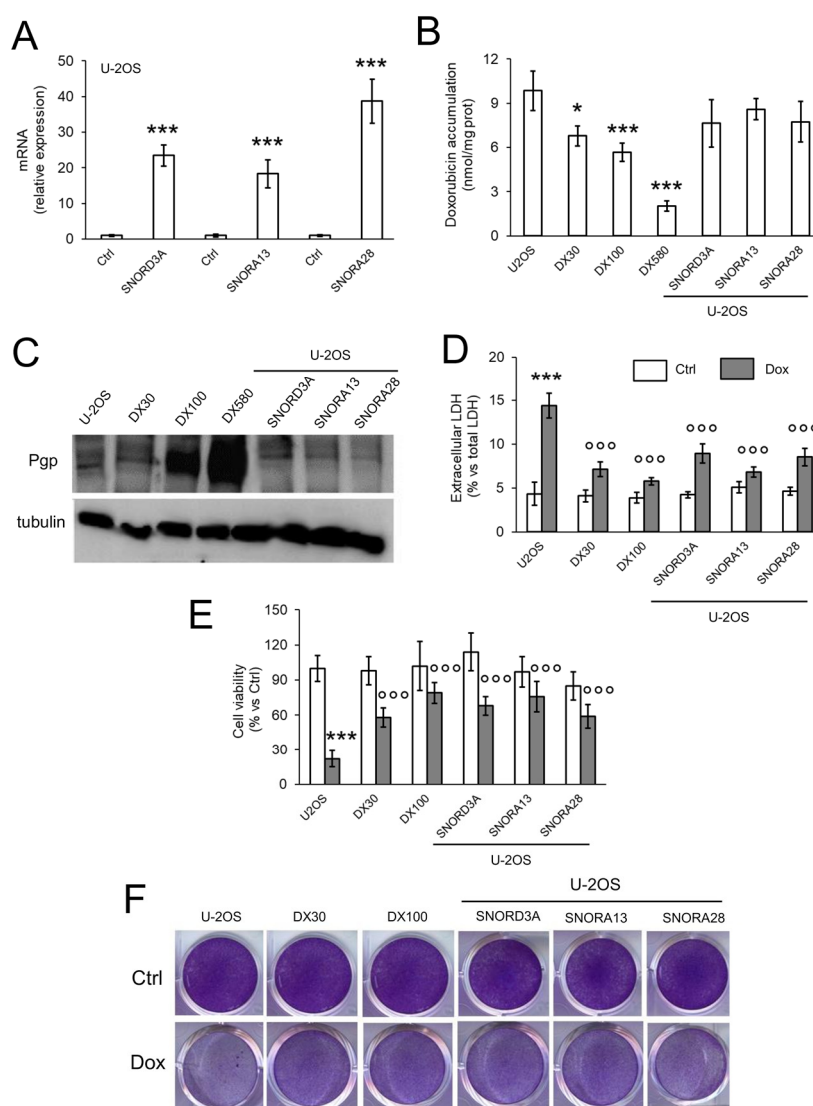 A
U-2OS
mRNA
(relative expression)
50
40
30
20
10
0
***
***
***
Ctrl
SNORD3A
Ctrl
SNORA13
Ctrl
SNORA28
B
Doxorubicin accumulation
(nmol/mg prot)
12
9
6
3
0
*
***
***
U2OS
DX30
DX100
DX580
SNORD3A
SNORA13
SNORA28
U-2OS
C
U-2OS
U-2OS
DX30
DX100
DX580
SNORD3A
SNORA13
SNORA28
Pgp
tubulin
D
Ctrl
Dox
Extracellular LDH
(% vs total LDH)
20
15
10
5
0
***
°°°
°°°
°°°
°°°
°°°
U2OS
DX30
DX100
SNORD3A
SNORA13
SNORA28
U-2OS
E
Cell viability
(% vs Ctrl)
150
120
90
60
30
0
***
°°°
°°°
°°°
°°°
°°°
U2OS
DX30
DX100
SNORD3A
SNORA13
SNORA28
U-2OS
F
U-2OS
U-2OS DX30 DX100 SNORD3A SNORA13 SNORA28
Ctrl
Dox